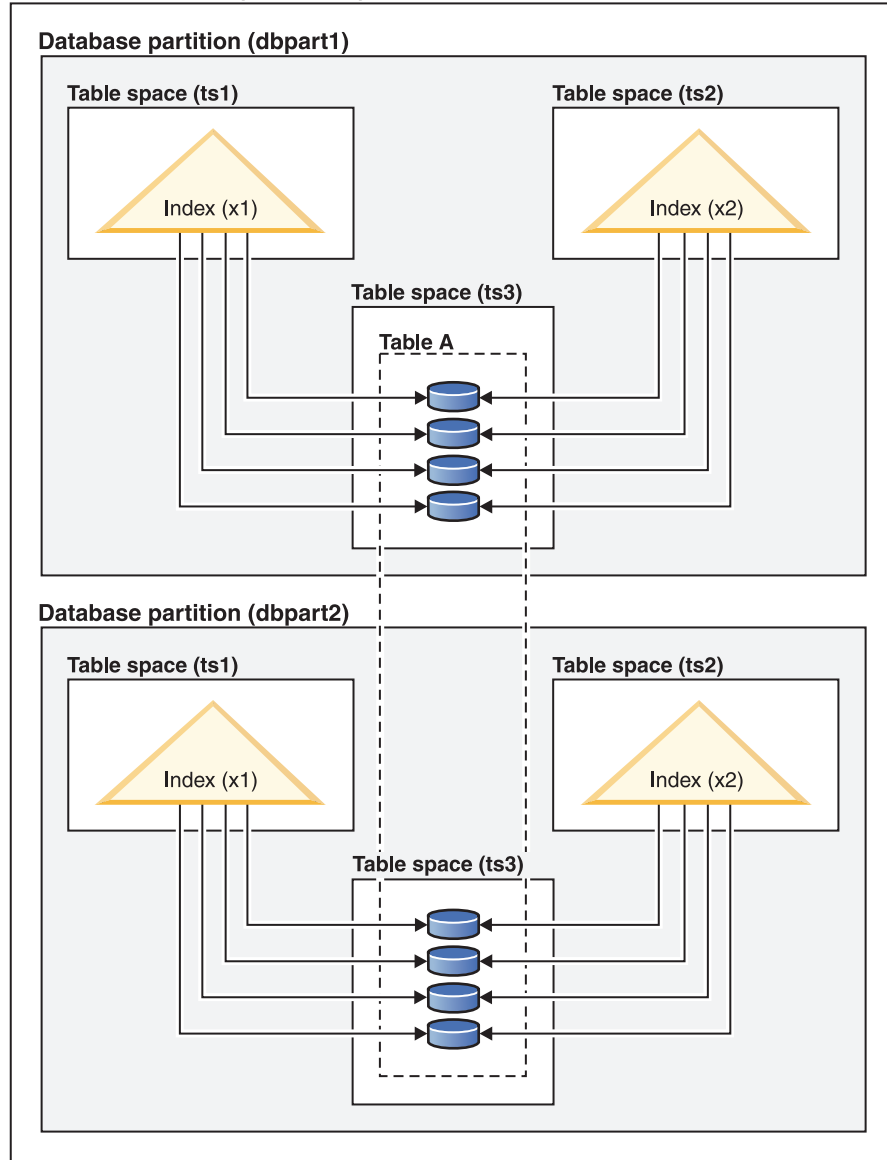 Database partition (dbpart1)
Table space (ts1)
Table space (ts2)
Index (x1)
Index (x2)
Table space (ts3)
Table A
Database partition (dbpart2)
Table space (ts1)
Table space (ts2)
Index (x1)
Index (x2)
Table space (ts3)